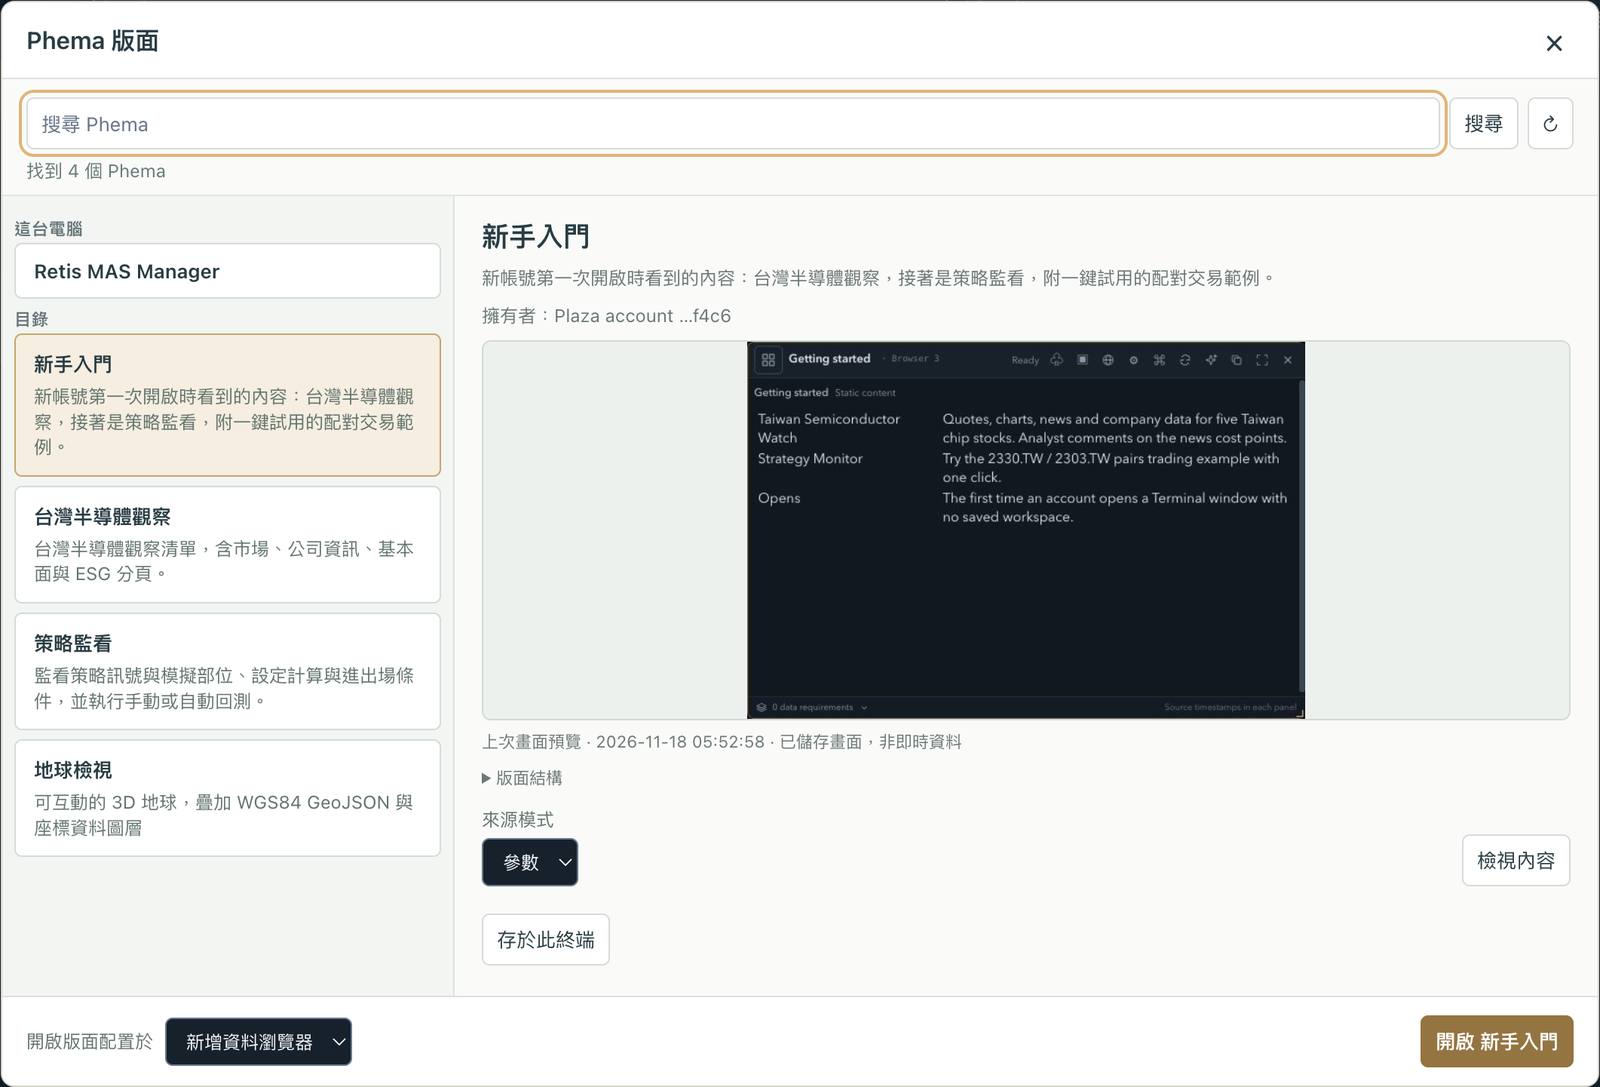 Phema 版面
搜尋 Phema
搜尋
找到 4 個 Phema
這台電腦
Retis MAS Manager
目錄
新手入門
新帳號第一次開啟時看到的內容：台灣半導體觀
察，接著是策略監看，附一鍵試用的配對交易範
例。
台灣半導體觀察
台灣半導體觀察清單，含市場、公司資訊、基本
面與 ESG 分頁。
策略監看
監看策略訊號與模擬部位、設定計算與進出場條
件，並執行手動或自動回測。
地球檢視
可互動的 3D 地球，疊加 WGS84 GeoJSON 與
座標資料圖層
新手入門
新帳號第一次開啟時看到的內容：台灣半導體觀察，接著是策略監看，附一鍵試用的配對交易範例。
擁有者：Plaza account …f4c6
Getting started · Browser 3
Ready
Getting started Static content
Taiwan Semiconductor
Watch
Quotes, charts, news and company data for five Taiwan
chip stocks. Analyst comments on the news cost points.
Strategy Monitor
Try the 2330.TW / 2303.TW pairs trading example with
one click.
Opens
The first time an account opens a Terminal window with
no saved workspace.
0 data requirements
Source timestamps in each panel
上次畫面預覽 · 2026-11-18 05:52:58 · 已儲存畫面，非即時資料
版面結構
來源模式
參數
檢視內容
存於此終端
開啟版面配置於
新增資料瀏覽器
開啟 新手入門